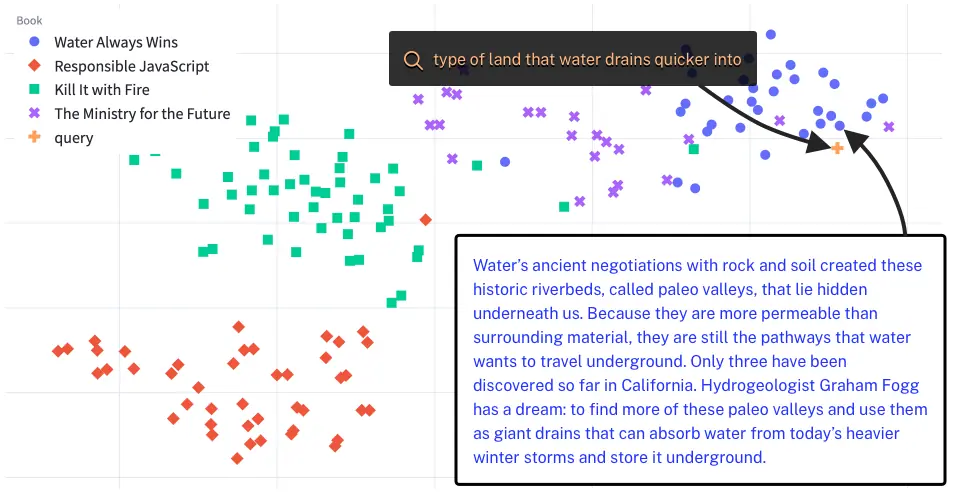 Book
Water Always Wins
Responsible JavaScript
Kill It with Fire
The Ministry for the Future
query
type of land that water drains quicker into
Water’s ancient negotiations with rock and soil created these
historic riverbeds, called paleo valleys, that lie hidden
underneath us. Because they are more permeable than
surrounding material, they are still the pathways that water
wants to travel underground. Only three have been
discovered so far in California. Hydrogeologist Graham Fogg
has a dream: to find more of these paleo valleys and use them
as giant drains that can absorb water from today’s heavier
winter storms and store it underground.